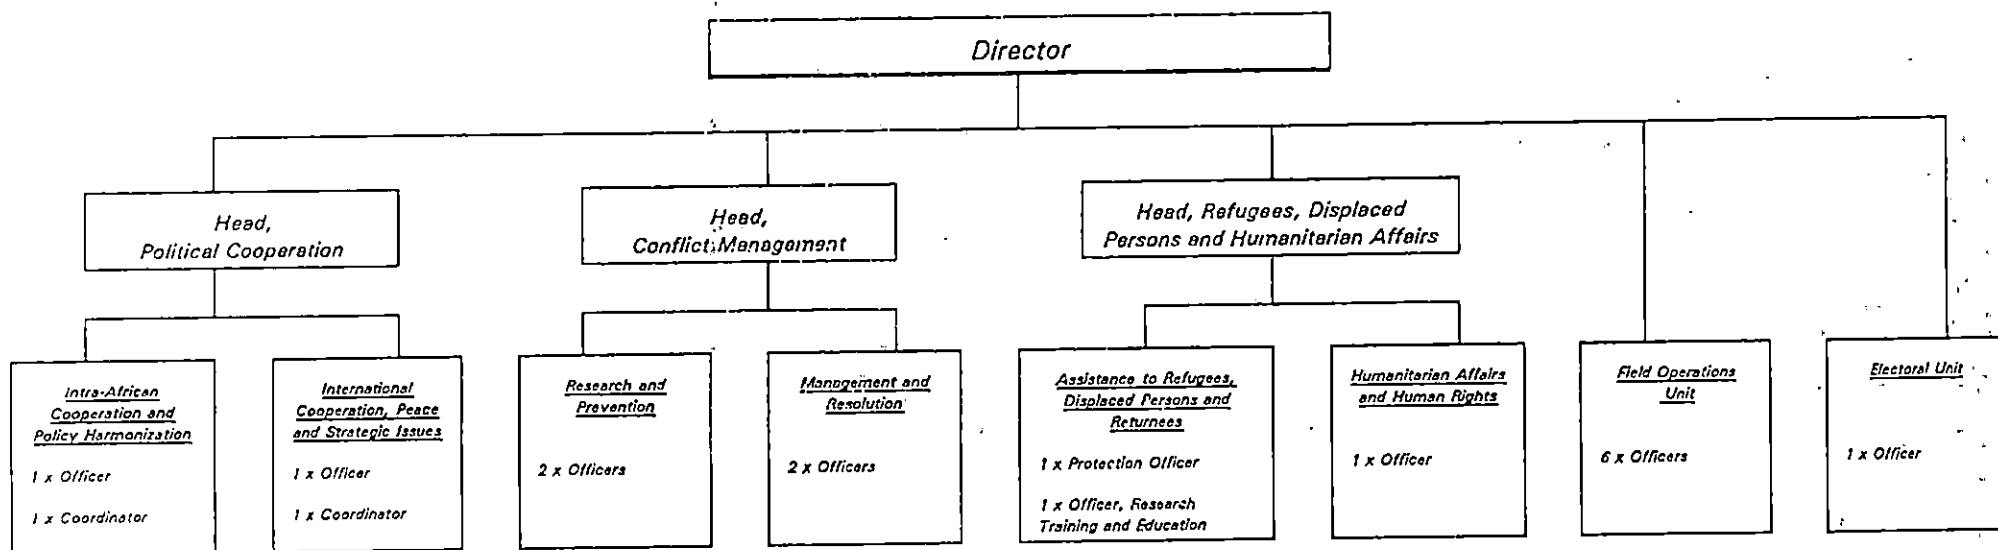 Director
Head,
Political Cooperation
Head,
Conflict Management
Head, Refugees, Displaced
Persons and Humanitarian Affairs
Intra-African
Cooperation and
Policy Harmonization
1 x Officer
1 x Coordinator
International
Cooperation, Peace
and Strategic Issues
1 x Officer
1 x Coordinator
Research and
Prevention
2 x Officers
Management and
Resolution
2 x Officers
Assistance to Refugees,
Displaced Persons and
Returnees
1 x Protection Officer
1 x Officer, Research
Training and Education
Humanitarian Affairs
and Human Rights
1 x Officer
Field Operations
Unit
6 x Officers
Electoral Unit
1 x Officer